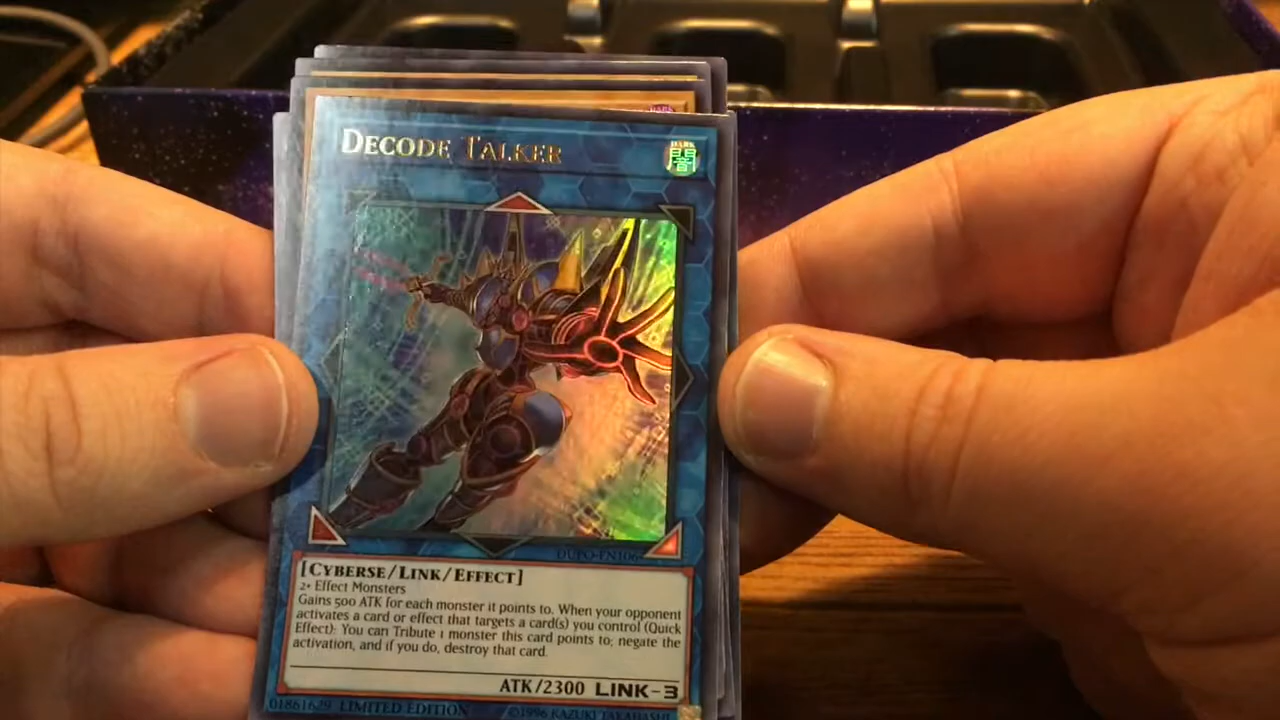 DECODE TALKER
DARK
闇
DUPO-EN106
[CYBERSE/LINK/EFFECT]
2+ Effect Monsters
Gains 500 ATK for each monster it points to. When your opponent
activates a card or effect that targets a card(s) you control (Quick
Effect): You can Tribute 1 monster this card points to; negate the
activation, and if you do, destroy that card.
ATK/2300 LINK-3
01861629 LIMITED EDITION
©1996 KAZUKI TAKAHASHI